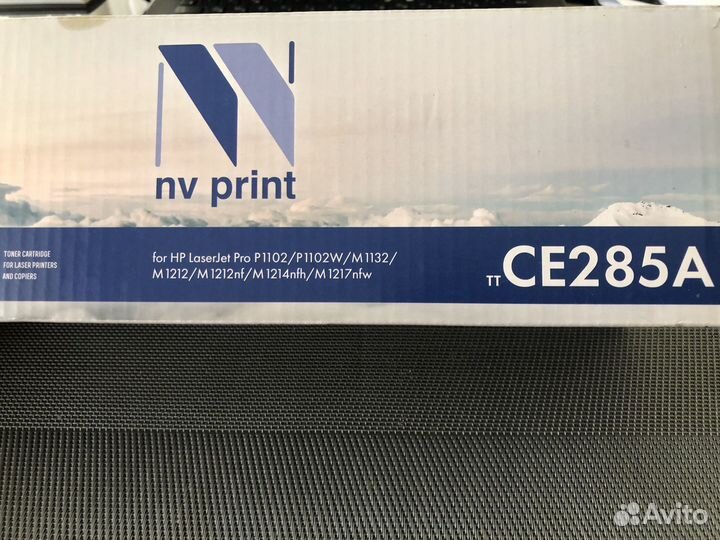 nv print
TONER CARTRIDGE
FOR LASER PRINTERS
AND COPIERS
for HP LaserJet Pro P1102/P1102W/M1132/
M1212/M1212nf/M1214nfh/M1217nfw
TT CE285A
Avito